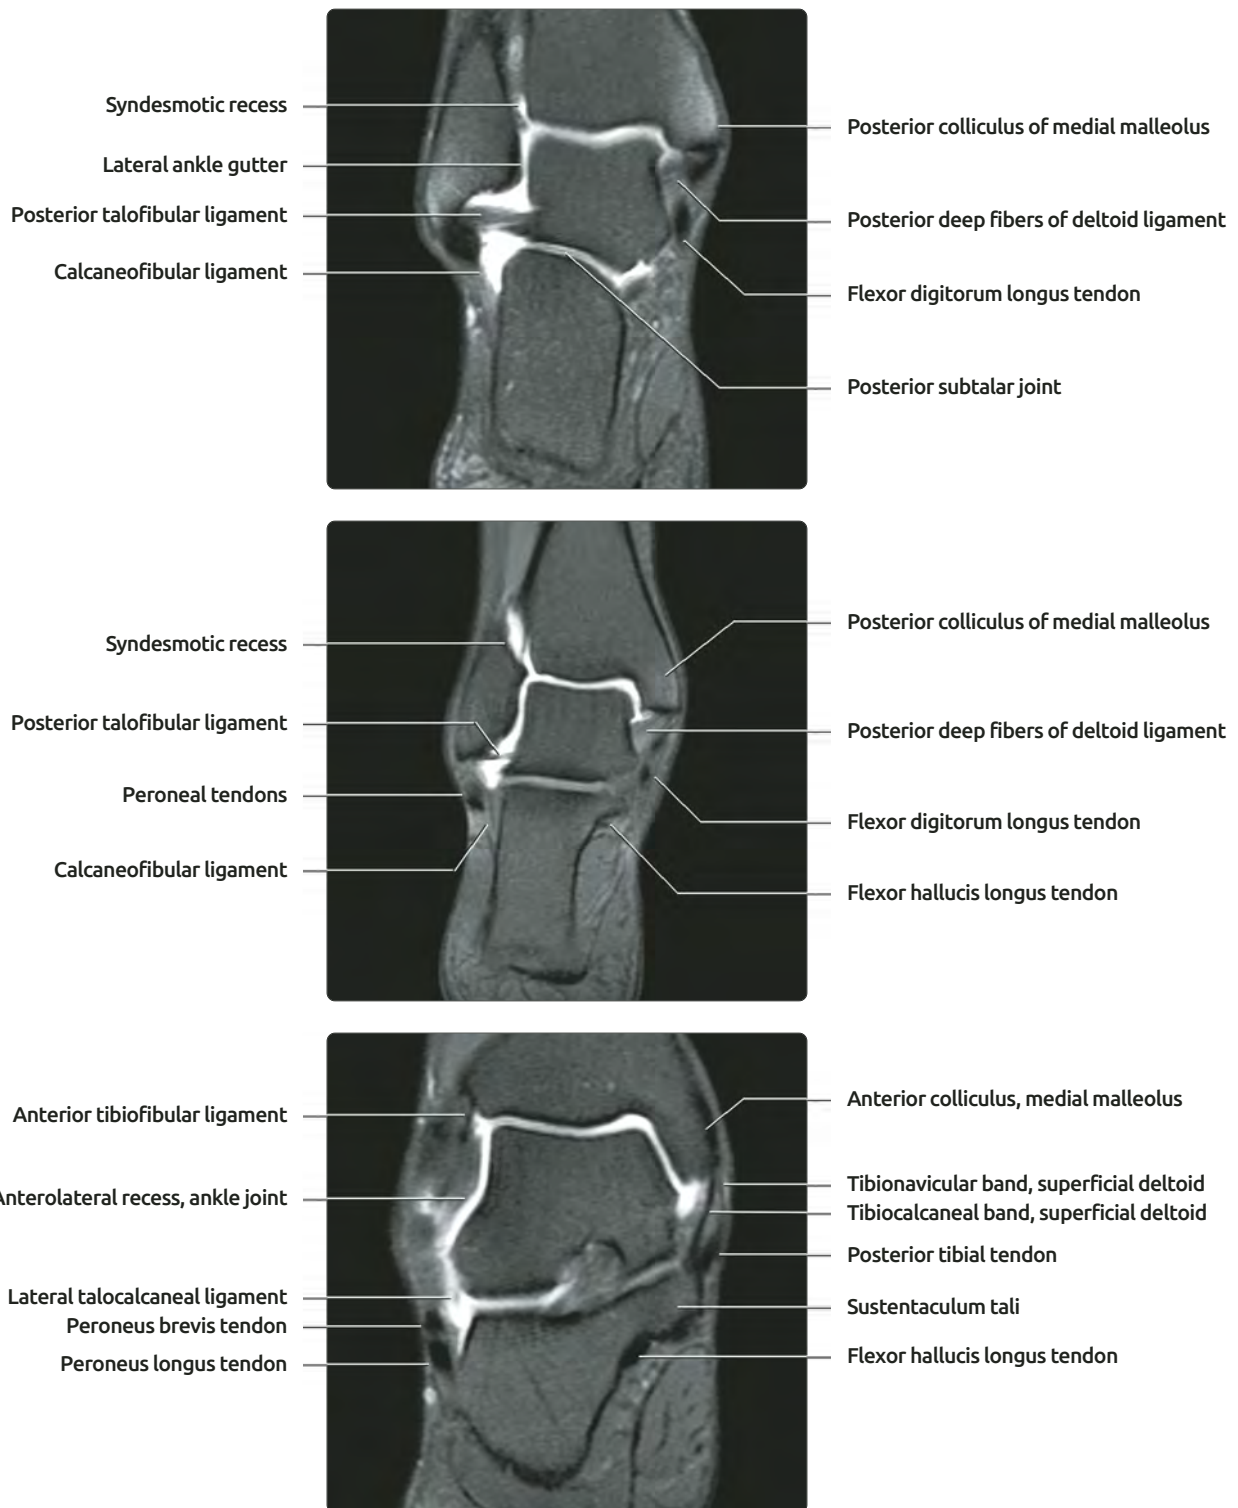 Syndesmotic recess
Lateral ankle gutter
Posterior talofibular ligament
Calcaneofibular ligament
Posterior colliculus of medial malleolus
Posterior deep fibers of deltoid ligament
Flexor digitorum longus tendon
Posterior subtalar joint
Syndesmotic recess
Posterior talofibular ligament
Peroneal tendons
Calcaneofibular ligament
Posterior colliculus of medial malleolus
Posterior deep fibers of deltoid ligament
Flexor digitorum longus tendon
Flexor hallucis longus tendon
Anterior tibiofibular ligament
Anterolateral recess, ankle joint
Lateral talocalcaneal ligament
Peroneus brevis tendon
Peroneus longus tendon
Anterior colliculus, medial malleolus
Tibionavicular band, superficial deltoid
Tibiocalcaneal band, superficial deltoid
Posterior tibial tendon
Sustentaculum tali
Flexor hallucis longus tendon